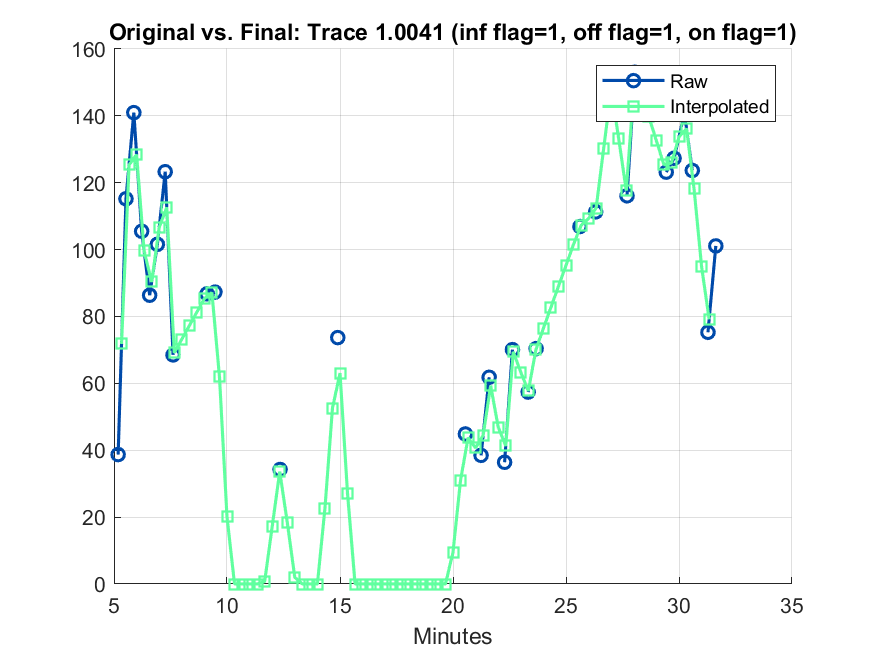 Original vs. Final: Trace 1.0041 (inf flag=1, off flag=1, on flag=1)
160
140
120
100
80
60
40
20
0
Raw
Interpolated
5 10 15 20 25 30 35
Minutes